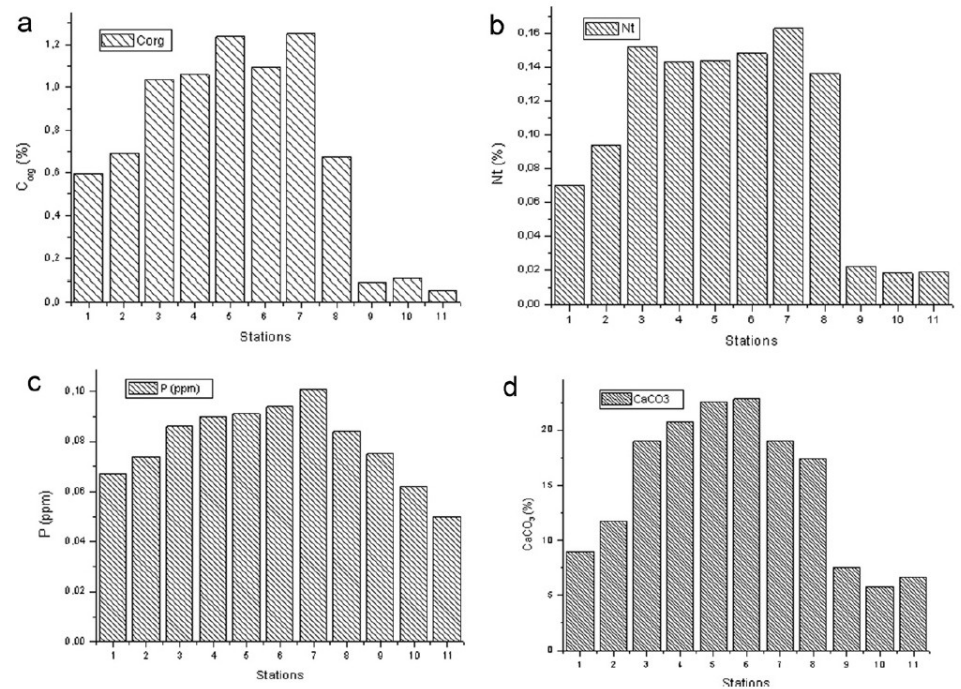 a
Corg
1,2
1,0
0,8
0,6
0,4
0,2
0,0
C_org (%)
1 2 3 4 5 6 7 8 9 10 11
Stations
b
Nt
0,16
0,14
0,12
0,10
0,08
0,06
0,04
0,02
0,00
Nt (%)
1 2 3 4 5 6 7 8 9 10 11
Stations
c
P (ppm)
0,10
0,08
0,06
0,04
0,02
0,00
P (ppm)
1 2 3 4 5 6 7 8 9 10 11
Stations
d
CaCO3
20
15
10
5
0
CaCO₃ (%)
1 2 3 4 5 6 7 8 9 10 11
Stations